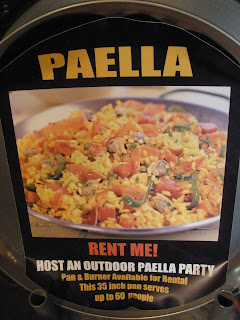 PAELLA
RENT ME!
HOST AN OUTDOOR PAELLA PARTY
Pan & Burner Available for Rental
This 35 inch pan serves
up to 60 people